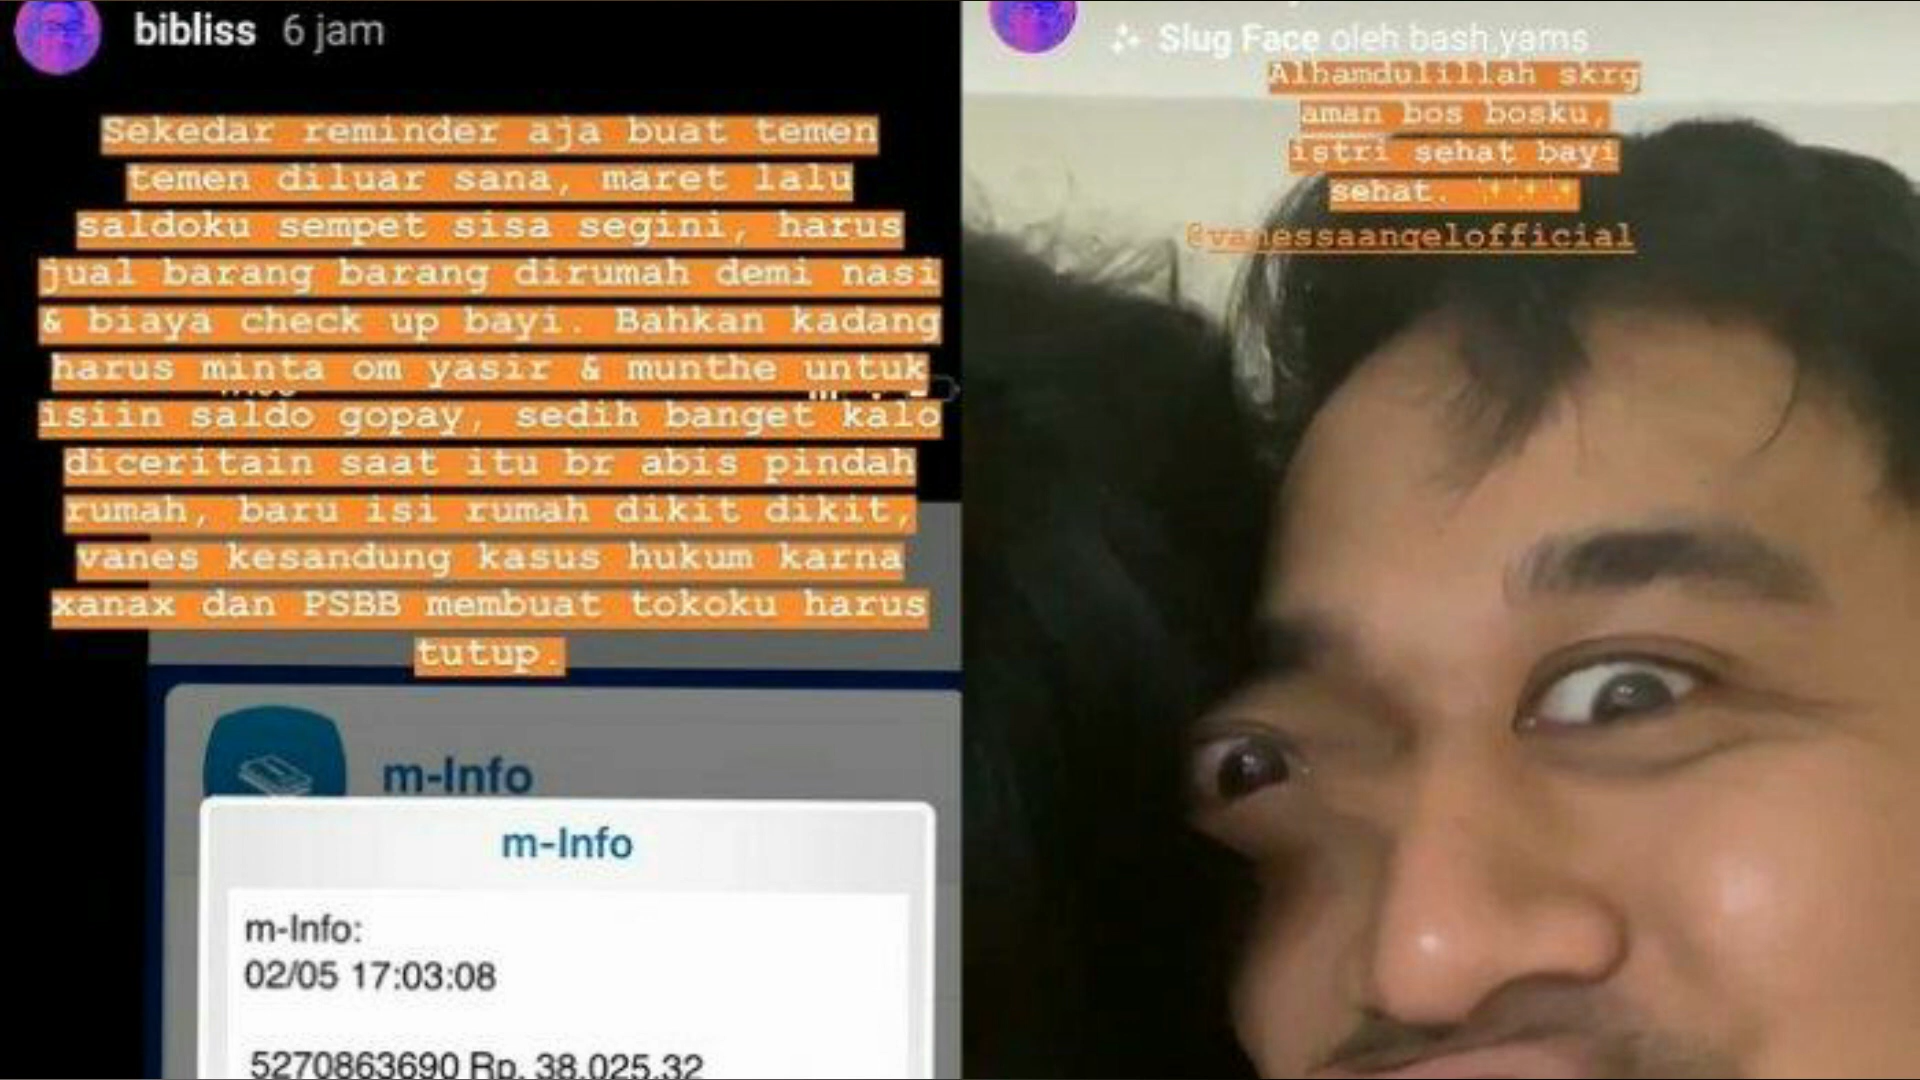 bibliss 6 jam
Sekedar reminder aja buat temen
temen diluar sana, maret lalu
saldoku sempet sisa segini, harus
jual barang barang dirumah demi nasi
& biaya check up bayi. Bahkan kadang
harus minta om yasir & munthe untuk
isiin saldo gopay, sedih banget kalo
diceritain saat itu br abis pindah
rumah, baru isi rumah dikit dikit,
vanes kesandung kasus hukum karna
xanax dan PSBB membuat tokoku harus
tutup.
m-Info
m-Info
m-Info:
02/05 17:03:08
5270863690 Rp. 38.025,32
Slug Face oleh bash.yams
Alhamdulillah skrg
aman bos bosku,
istri sehat bayi
sehat.
@vanessaangelofficial